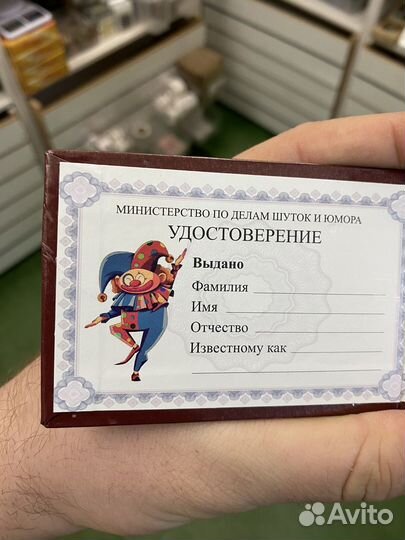 МИНИСТЕРСТВО ПО ДЕЛАМ ШУТОК И ЮМОРА
УДОСТОВЕРЕНИЕ
Выдано
Фамилия
Имя
Отчество
Известному как
Avito